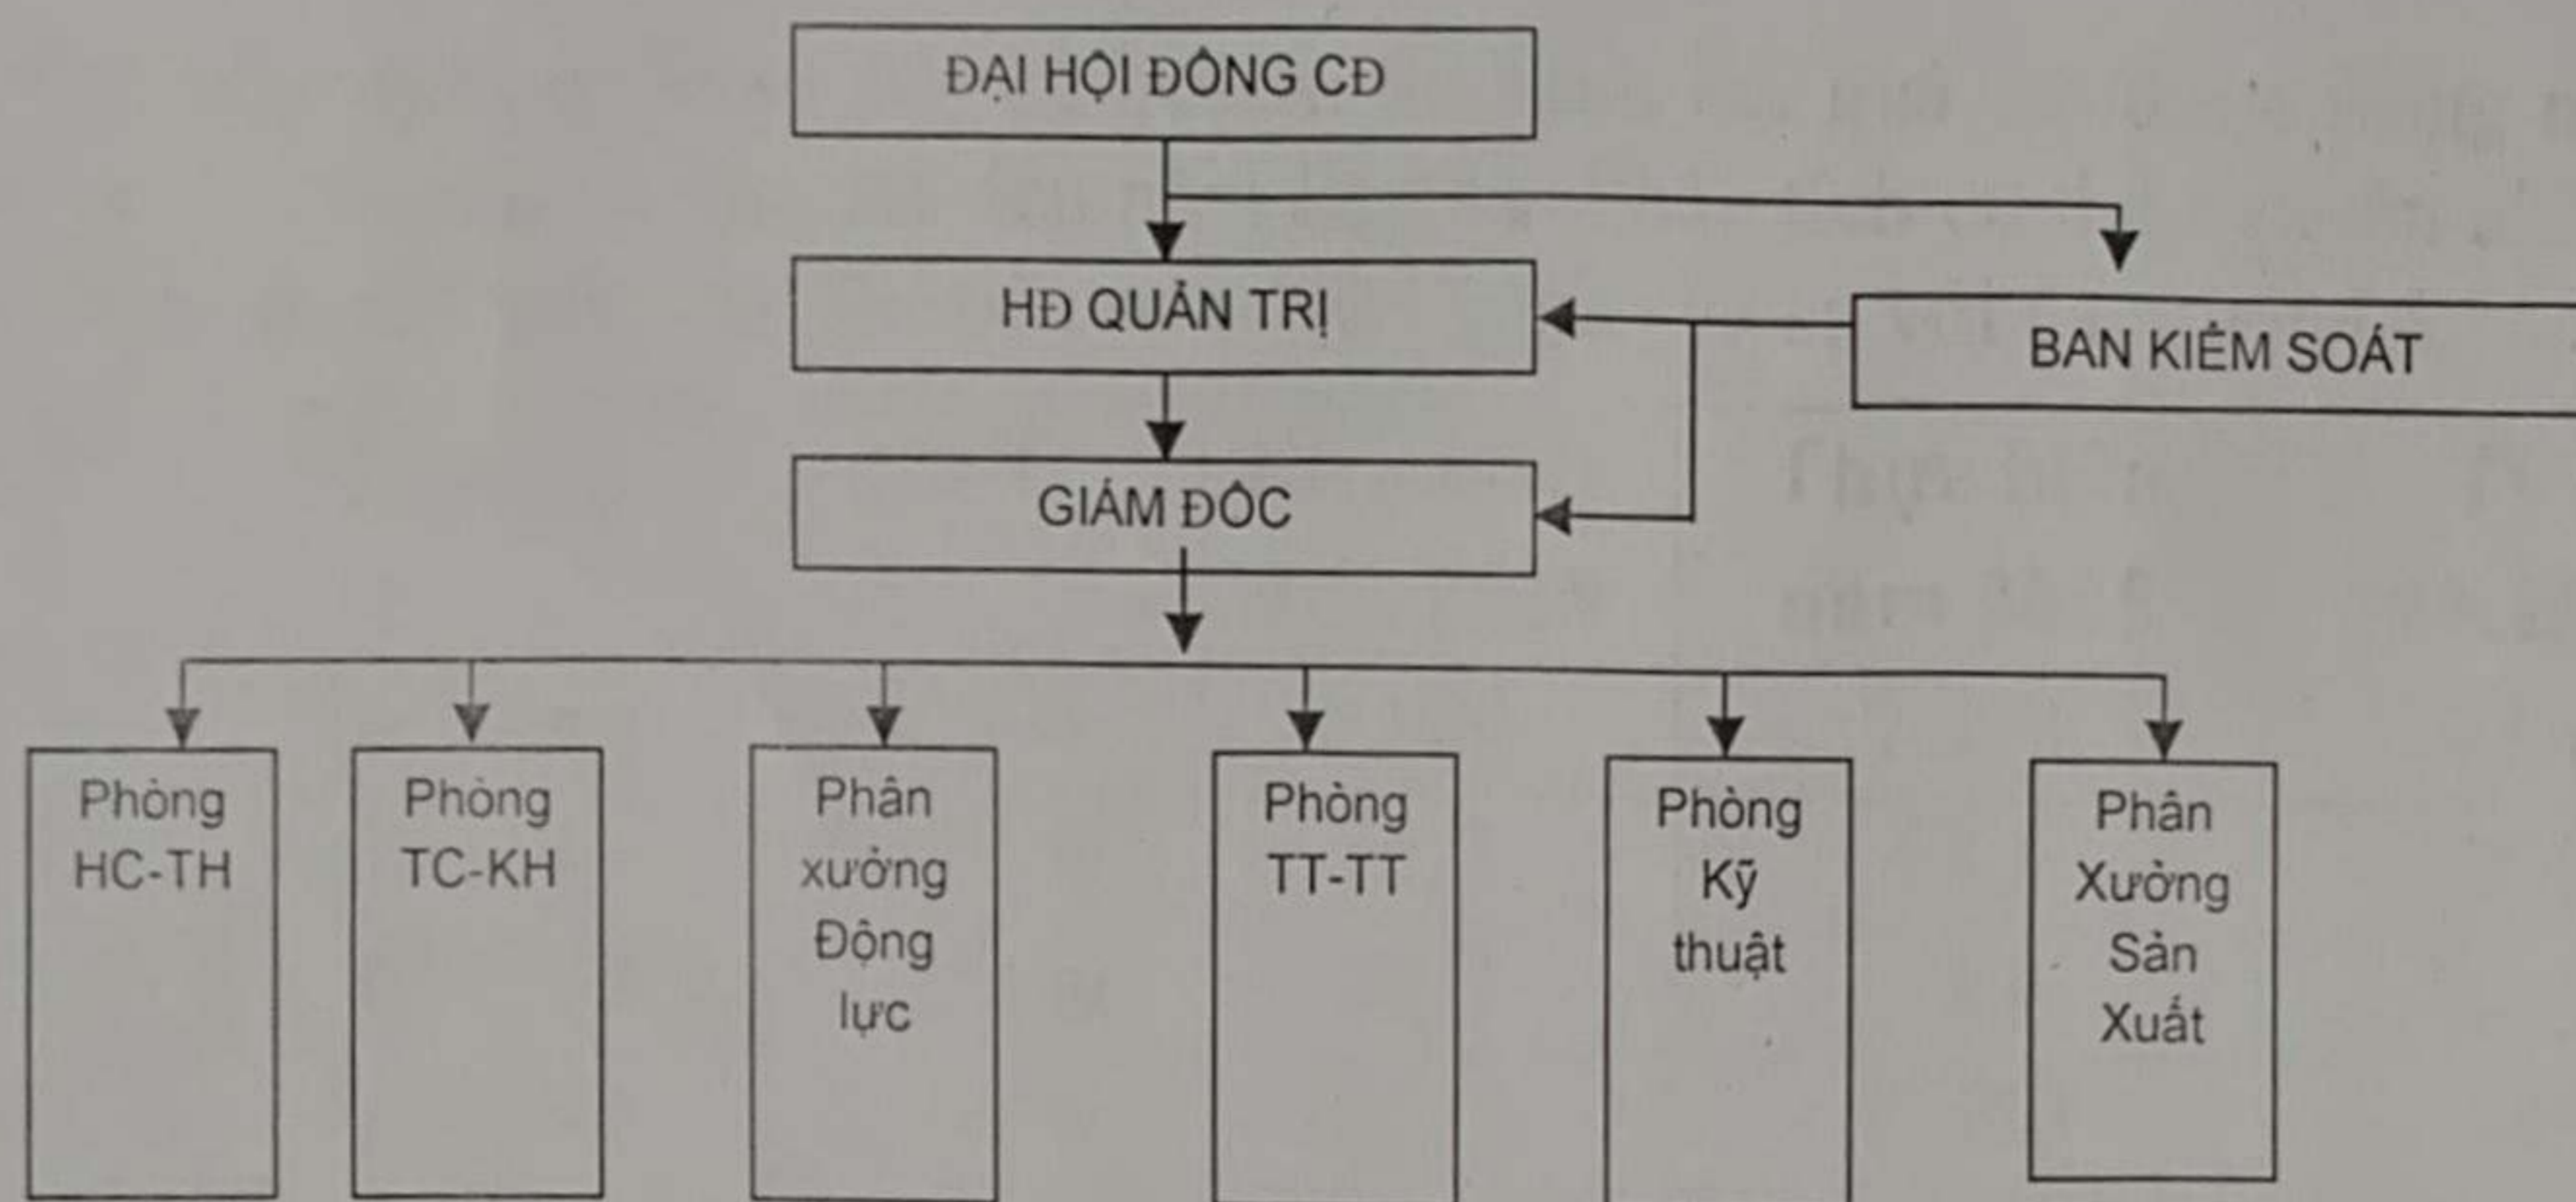 ĐẠI HỘI ĐỒNG CĐ
HĐ QUẢN TRỊ
BAN KIỂM SOÁT
GIÁM ĐỐC
Phòng
HC-TH
Phòng
TC-KH
Phân
xưởng
Động
lực
Phòng
TT-TT
Phòng
Kỹ
thuật
Phân
Xưởng
Sản
Xuất